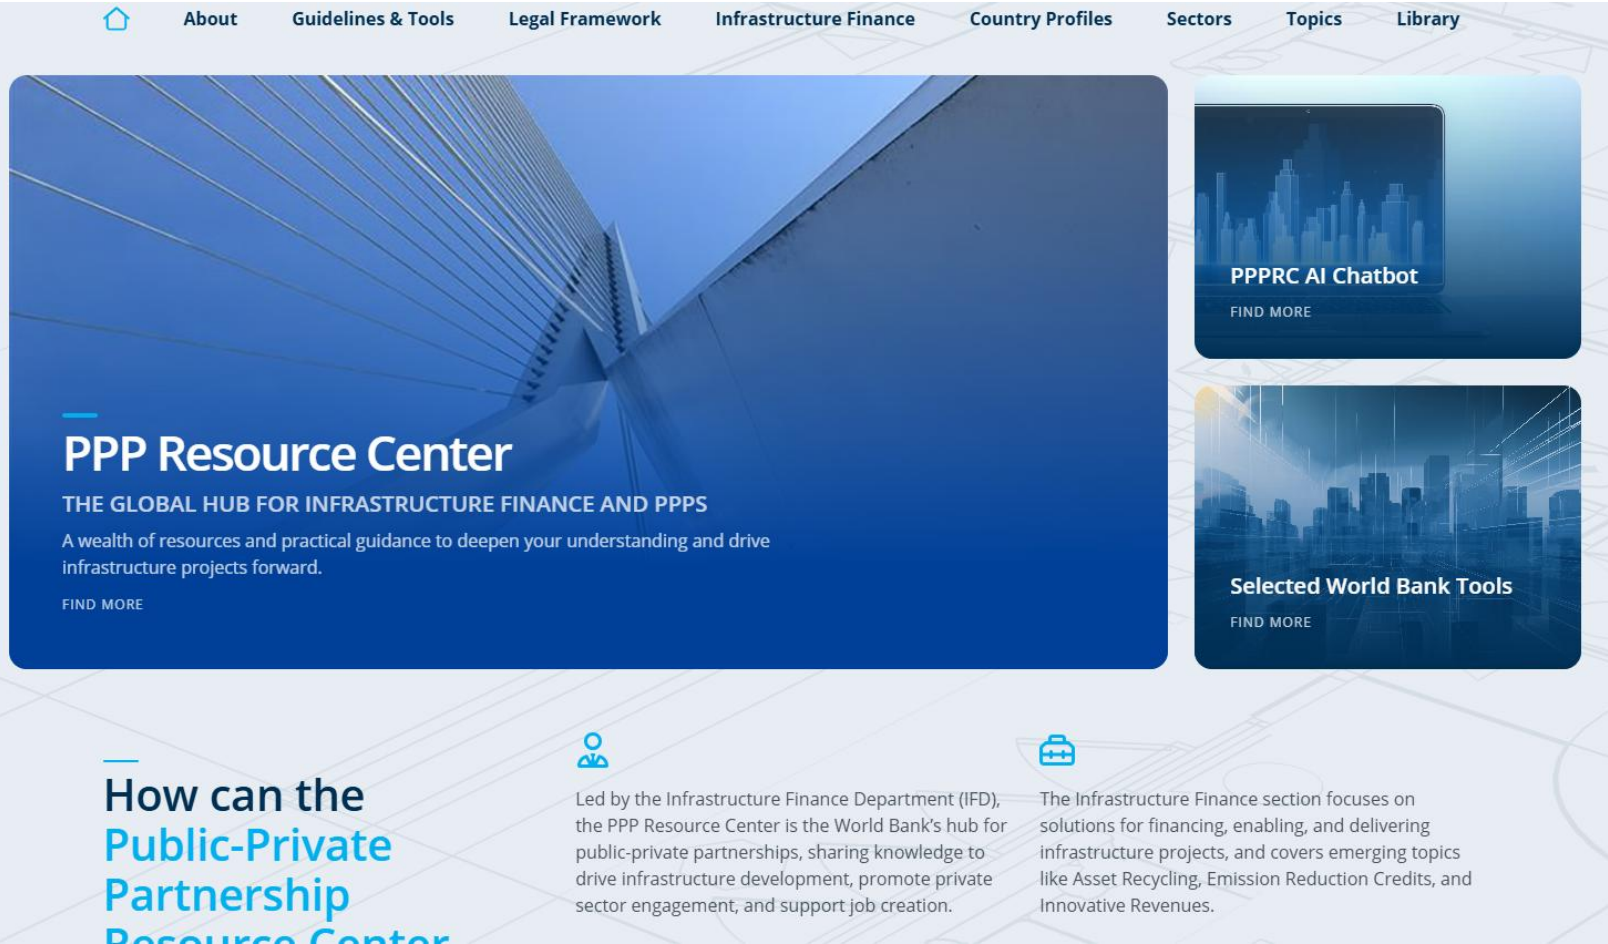 About
Guidelines & Tools
Legal Framework
Infrastructure Finance
Country Profiles
Sectors
Topics
Library
PPP Resource Center
THE GLOBAL HUB FOR INFRASTRUCTURE FINANCE AND PPPS
A wealth of resources and practical guidance to deepen your understanding and drive
infrastructure projects forward.
FIND MORE
PPPRC AI Chatbot
FIND MORE
Selected World Bank Tools
FIND MORE
How can the
Public-Private
Partnership
Resource Center
Led by the Infrastructure Finance Department (IFD),
the PPP Resource Center is the World Bank's hub for
public-private partnerships, sharing knowledge to
drive infrastructure development, promote private
sector engagement, and support job creation.
The Infrastructure Finance section focuses on
solutions for financing, enabling, and delivering
infrastructure projects, and covers emerging topics
like Asset Recycling, Emission Reduction Credits, and
Innovative Revenues.